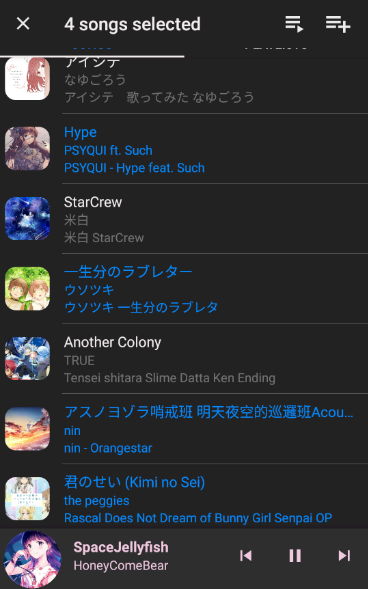 4 songs selected
アイシテ
なゆごろう
アイシテ 歌ってみた なゆごろう
Hype
PSYQUI ft. Such
PSYQUI - Hype feat. Such
StarCrew
米白
米白 StarCrew
一生分のラブレター
ウソツキ
ウソツキ 一生分のラブレタ
Another Colony
TRUE
Tensei shitara Slime Datta Ken Ending
アスノヨゾラ哨戒班 明天夜空的巡邏班Acou...
nin
nin - Orangestar
君のせい (Kimi no Sei)
the peggies
Rascal Does Not Dream of Bunny Girl Senpai OP
SpaceJellyfish
HoneyComeBear